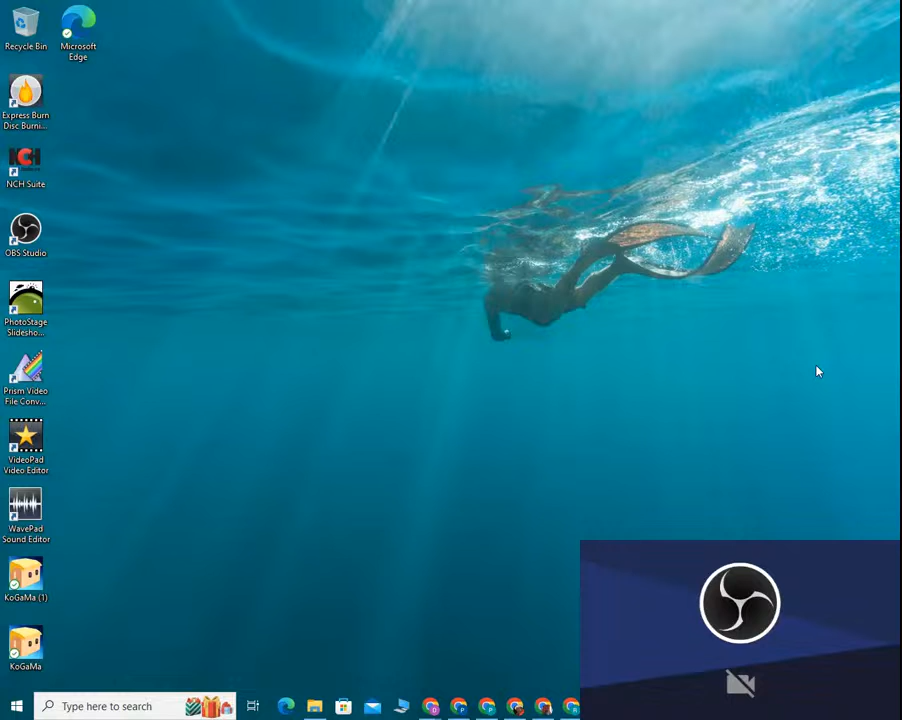 Recycle Bin
Microsoft
Edge
Express Burn
Disc Burni...
NCH
NCH Suite
OBS Studio
PhotoStage
Slidesho...
Prism Video
File Conv...
VideoPad
Video Editor
WavePad
Sound Editor
KoGaMa (1)
KoGaMa
Type here to search